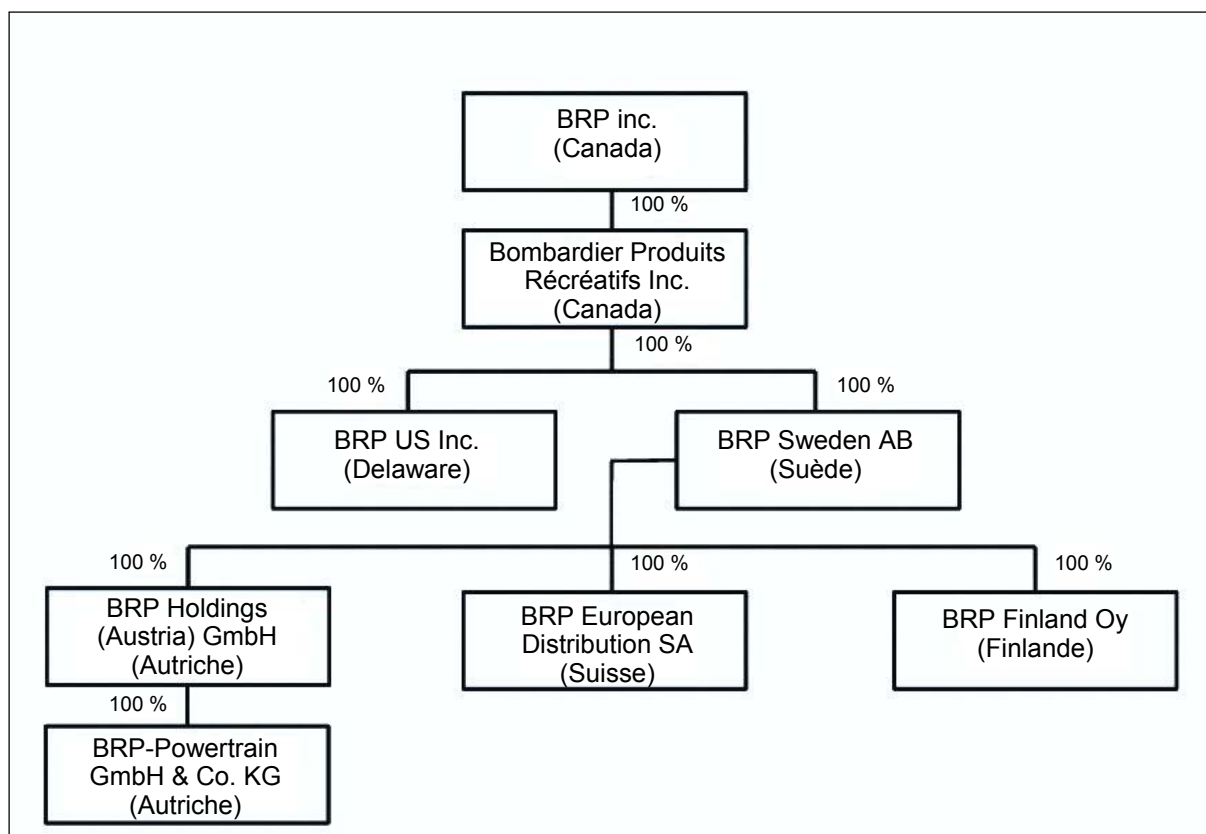 BRP inc.
(Canada)
100 %
Bombardier Produits
Récréatifs Inc.
(Canada)
100 %
100 %
100 %
BRP US Inc.
(Delaware)
BRP Sweden AB
(Suède)
100 %
100 %
100 %
BRP Holdings
(Austria) GmbH
(Autriche)
BRP European
Distribution SA
(Suisse)
BRP Finland Oy
(Finlande)
100 %
BRP-Powertrain
GmbH & Co. KG
(Autriche)